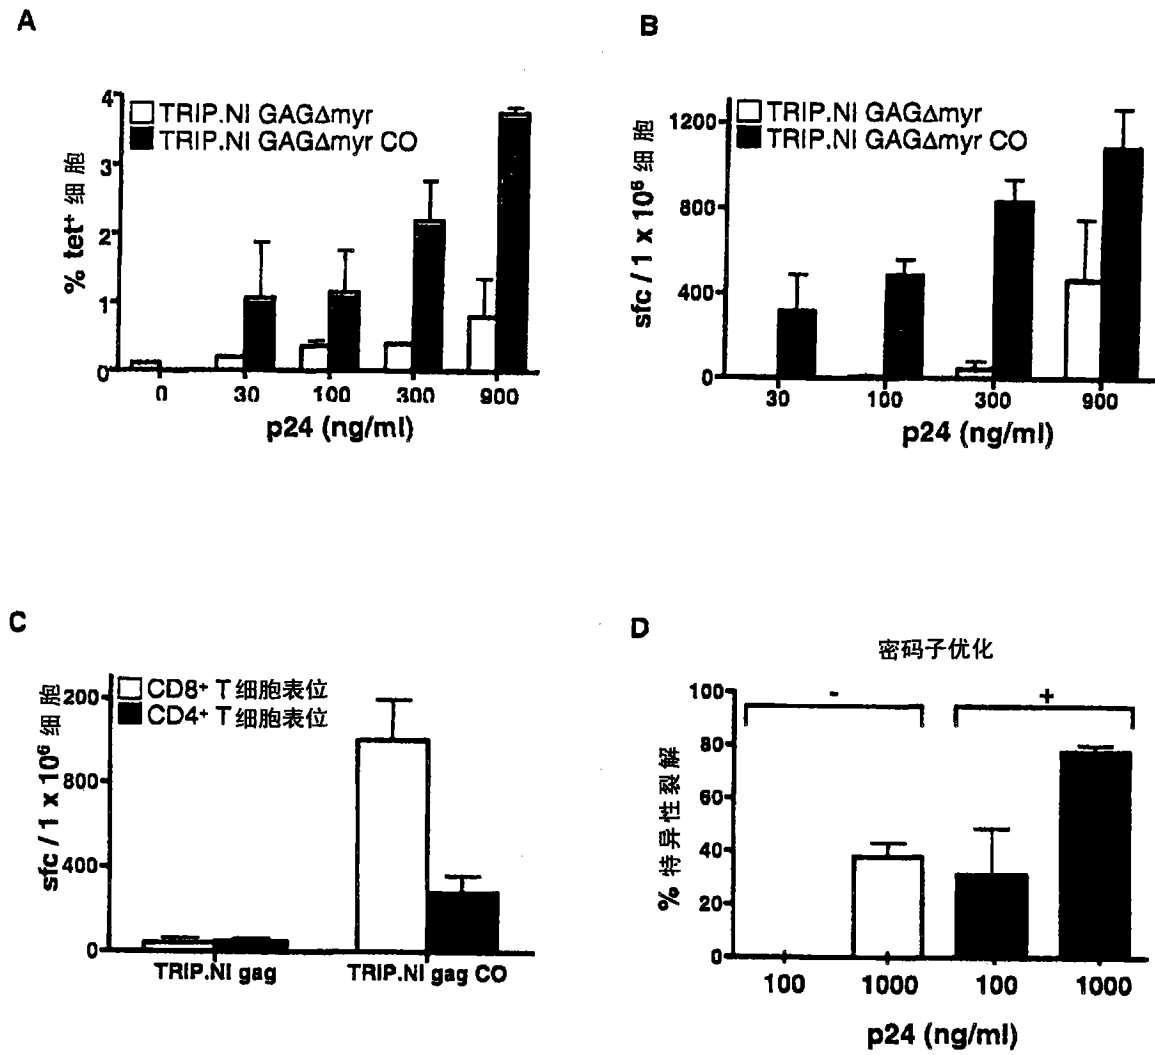 A
4
3
2
1
0
% tet⁺ 细胞
TRIP.NI GAGΔmyr
TRIP.NI GAGΔmyr CO
0 30 100 300 900
p24 (ng/ml)
B
1200
800
400
0
sfc / 1 x 10⁶ 细胞
TRIP.NI GAGΔmyr
TRIP.NI GAGΔmyr CO
30 100 300 900
p24 (ng/ml)
C
200
800
400
0
sfc / 1 x 10⁶ 细胞
CD8⁺ T 细胞表位
CD4⁺ T 细胞表位
TRIP.NI gag TRIP.NI gag CO
D
密码子优化
- +
100
80
60
40
20
0
% 特异性裂解
100 1000 100 1000
p24 (ng/ml)